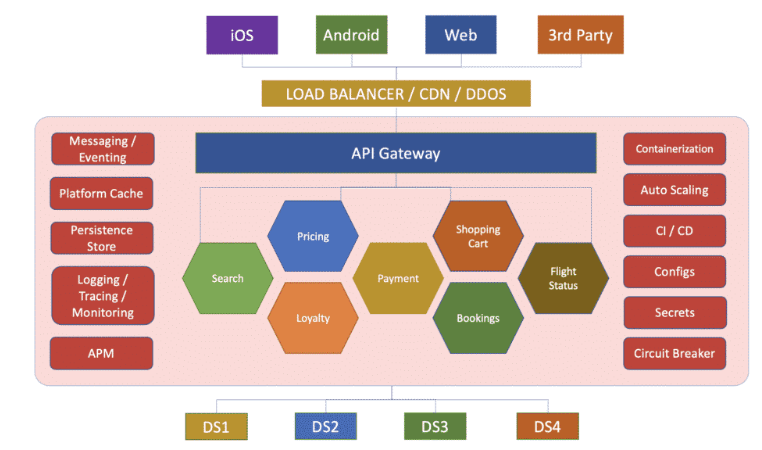 iOS
Android
Web
3rd Party
LOAD BALANCER / CDN / DDOS
API Gateway
Messaging /
Eventing
Platform Cache
Persistence
Store
Logging /
Tracing /
Monitoring
APM
Search
Pricing
Loyalty
Payment
Shopping
Cart
Bookings
Flight
Status
Containerization
Auto Scaling
CI / CD
Configs
Secrets
Circuit Breaker
DS1
DS2
DS3
DS4